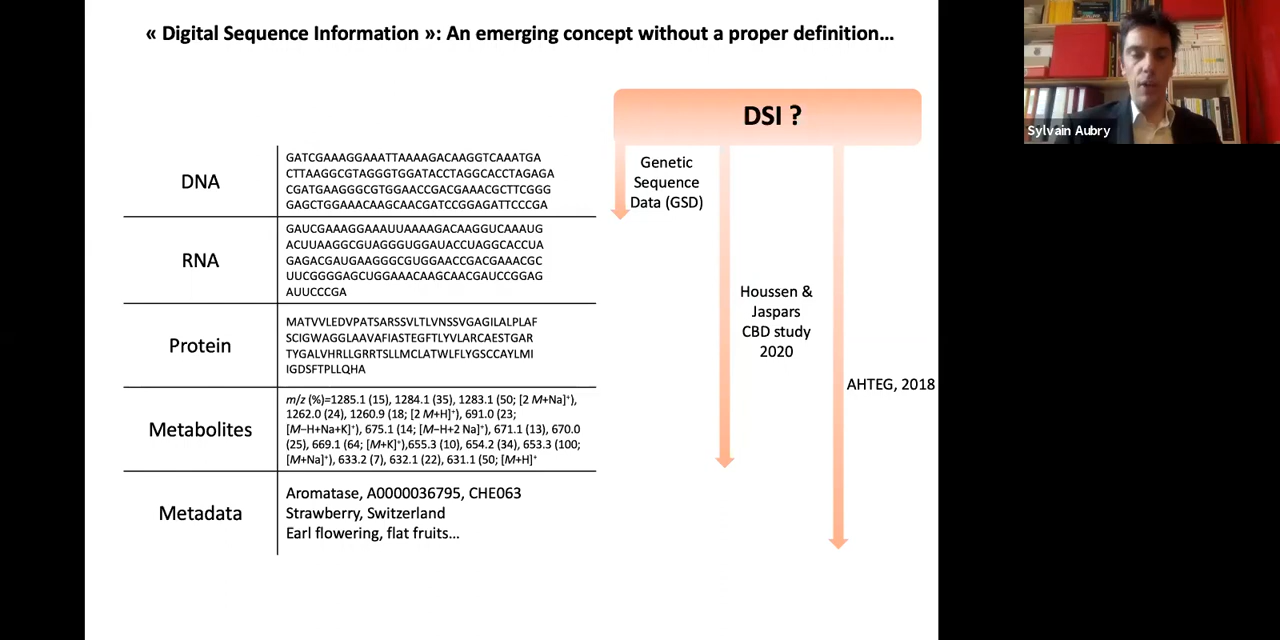 « Digital Sequence Information »: An emerging concept without a proper definition...
DSI ?
Sylvain Aubry
DNA
GATCGAAAGGAAATTAAAAGACAAGGTCAAATGA
CTTAAGGCGTAGGGTGGATACCTAGGCACCTAGAGA
CGATGAAGGGCGTGGAACCGACGAAACGCTTCGGG
GAGCTGGAAACAAGCAACGATCCGGAGATTCCCGA
Genetic
Sequence
Data (GSD)
RNA
GAUCGAAAGGAAAUUAAAAGACAAGGUCAAAUG
ACUUAAGGCGUAGGGUGGAUACCUAGGCACCUA
GAGACGAUGAAGGGCGUGGAACCGACGAAACGC
UUCGGGGAGCUGGAAACAAGCAACGAUCCGGAG
AUUCCCGA
Protein
MATVVLEDVPATSARSSVLTLVNSSVGAGILALPLAF
SCIGWAGGLAAVAFIASTEGFTLYVLARCAESTGAR
TYGALVHRLLGRRTSLLMCLATWLFLYGSCCAYLMI
IGDSFTPLLQHA
Houssen &
Jaspars
CBD study
2020
Metabolites
m/z (%)=1285.1 (15), 1284.1 (35), 1283.1 (50; [2 M+Na]⁺),
1262.0 (24), 1260.9 (18; [2 M+H]⁺), 691.0 (23;
[M−H+Na+K]⁺), 675.1 (14; [M−H+2 Na]⁺), 671.1 (13), 670.0
(25), 669.1 (64; [M+K]⁺),655.3 (10), 654.2 (34), 653.3 (100;
[M+Na]⁺), 633.2 (7), 632.1 (22), 631.1 (50; [M+H]⁺
AHTEG, 2018
Metadata
Aromatase, A0000036795, CHE063
Strawberry, Switzerland
Earl flowering, flat fruits...